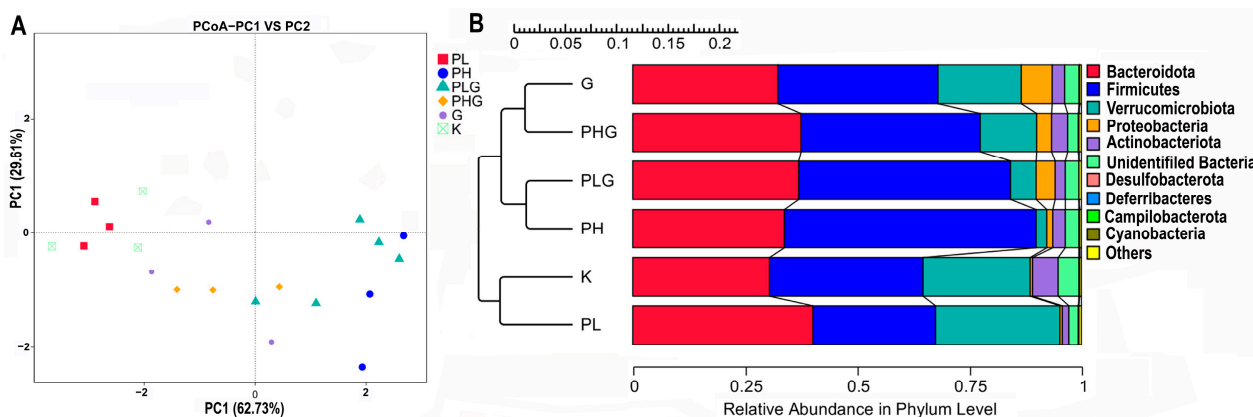 A
PCoA-PC1 VS PC2
PC1 (29.61%)
2
0
-2
-2
0
2
PC1 (62.73%)
PL
PH
PLG
PHG
G
K
B
0 0.05 0.1 0.15 0.2
G
PHG
PLG
PH
K
PL
0 0.25 0.5 0.75 1
Relative Abundance in Phylum Level
Bacteroidota
Firmicutes
Verrucomicrobiota
Proteobacteria
Actinobacteriota
Unidentifiled Bacteria
Desulfobacterota
Deferribacteres
Campilobacterota
Cyanobacteria
Others